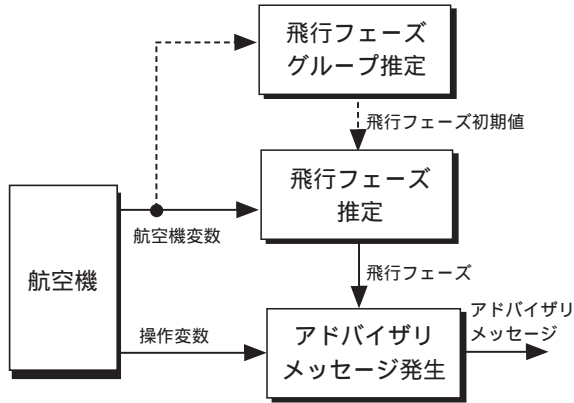 飛行フェーズ
グループ推定
飛行フェーズ初期値
飛行フェーズ
推定
航空機変数
航空機
飛行フェーズ
アドバイザリ
メッセージ
操作変数
アドバイザリ
メッセージ発生